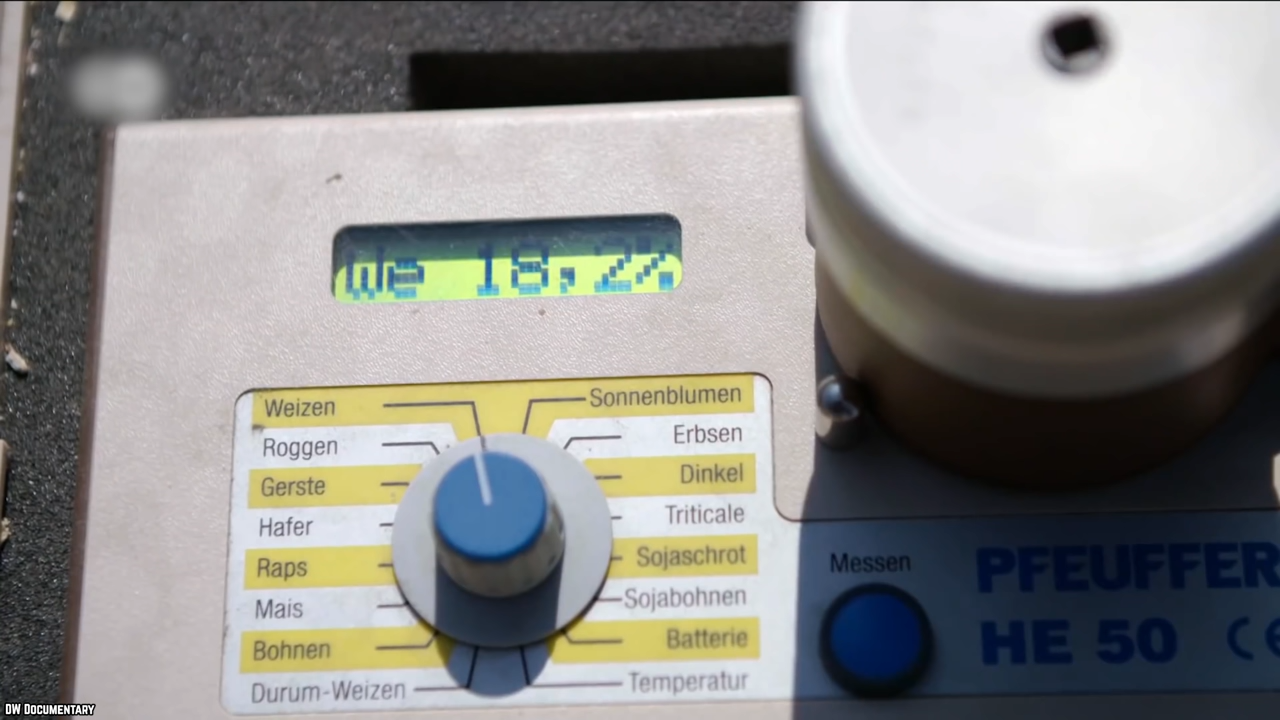 We 18,2%
Weizen
Roggen
Gerste
Hafer
Raps
Mais
Bohnen
Durum-Weizen
Sonnenblumen
Erbsen
Dinkel
Triticale
Sojaschrot
Sojabohnen
Batterie
Temperatur
Messen
PFEUFFER
HE 50 CE
DW DOCUMENTARY